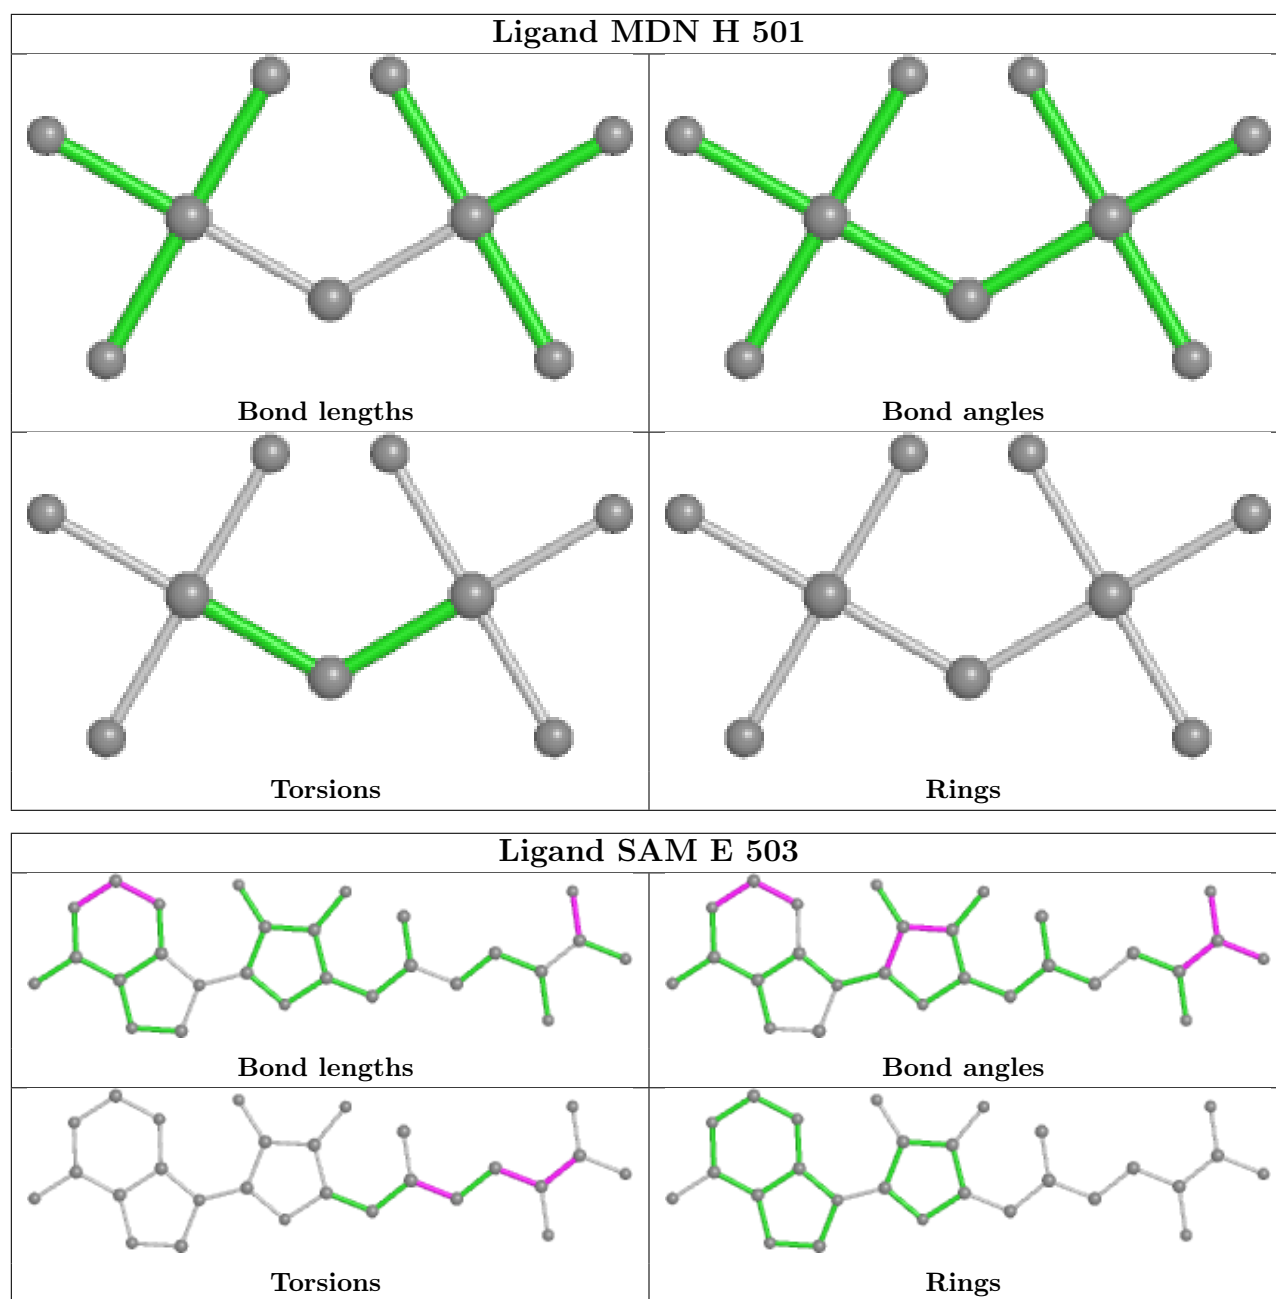 Ligand MDN H 501
Bond lengths
Bond angles
Torsions
Rings
Ligand SAM E 503
Bond lengths
Bond angles
Torsions
Rings